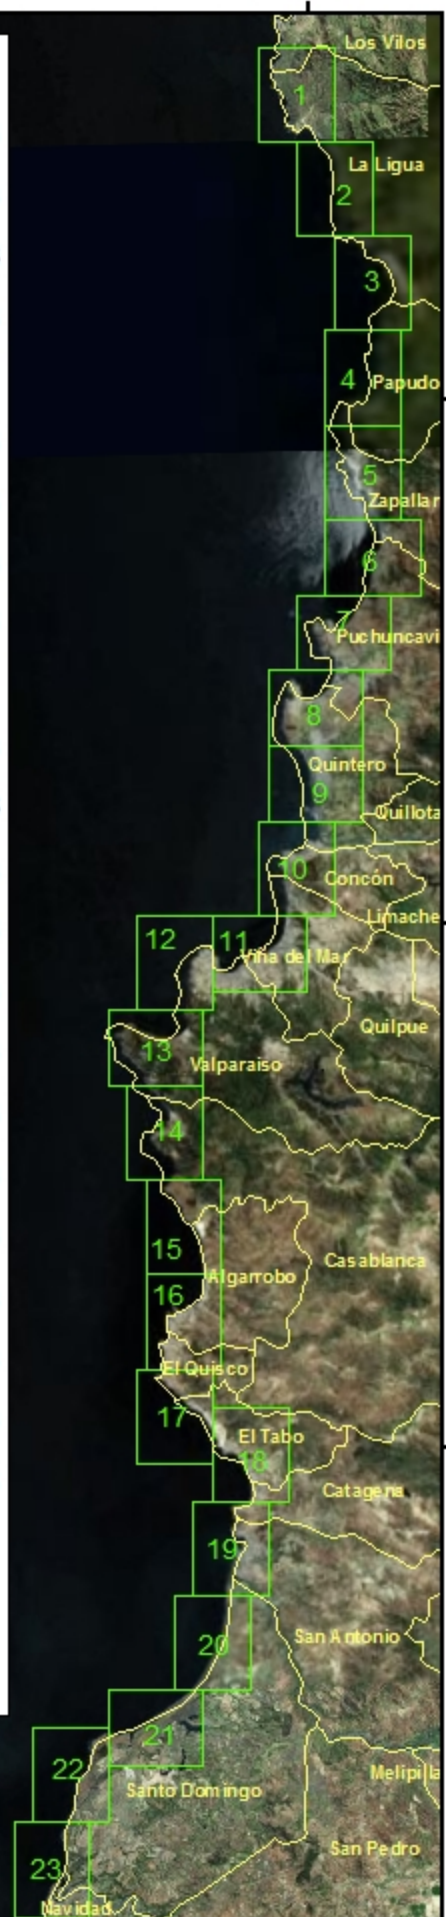 Los Vilos
1
La Ligua
2
3
4
Papudo
5
Zapallar
6
7
Puchuncavi
8
Quintero
9
Quillota
10
Concón
Limache
12
11
Viña del Mar
Quilpue
13
Valparaiso
14
15
Casablanca
Algarrobo
16
El Quisco
17
El Tabo
18
Catagena
19
20
San Antonio
21
22
Melipilla
Santo Domingo
San Pedro
23
Navidad